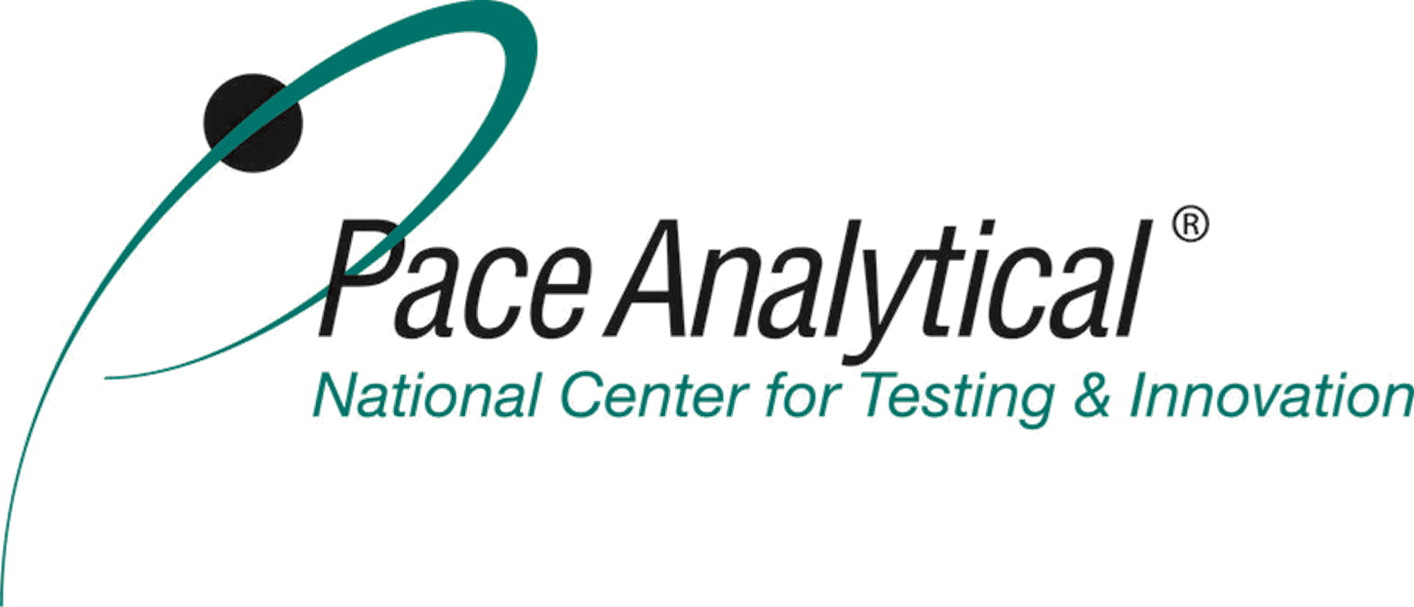 Pace Analytical ®
National Center for Testing & Innovation